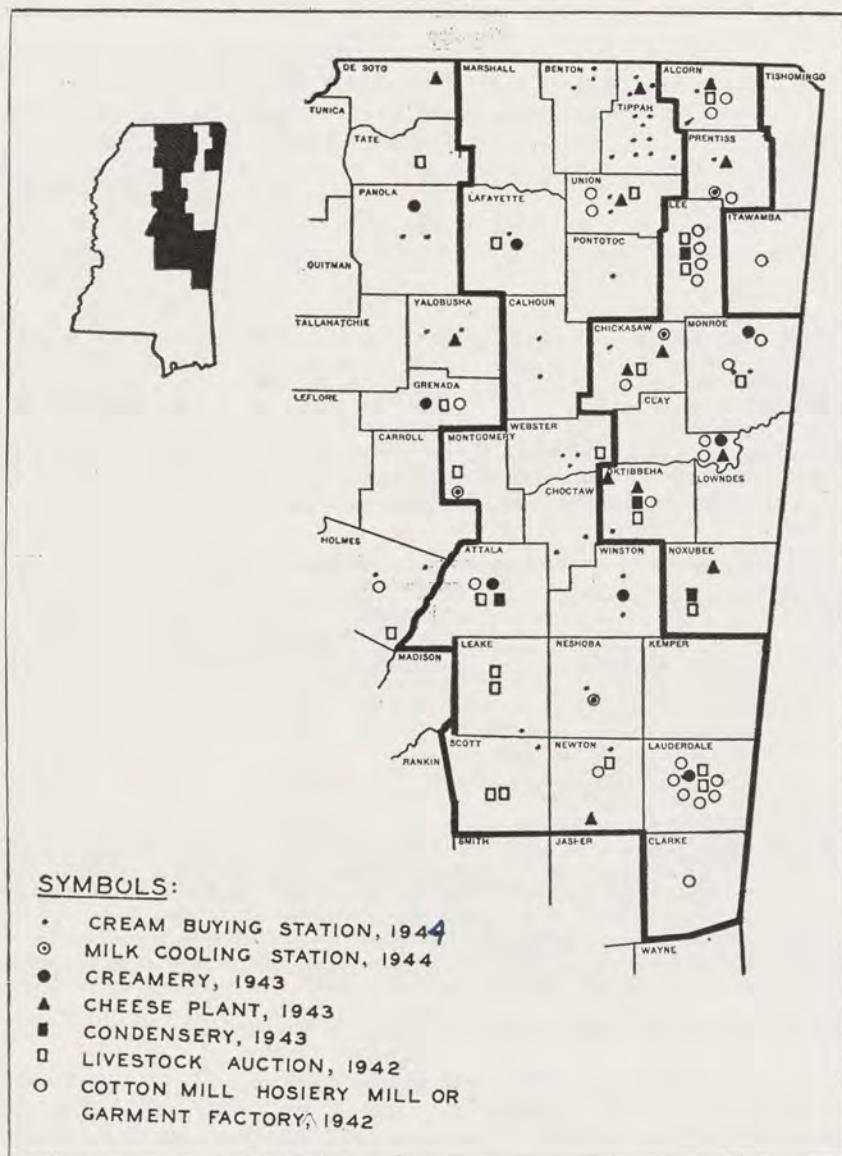 DE SOTO
MARSHALL
BENTON
ALCORN
TISHOMINGO
TIPPAH
TUNICA
PRENTISS
TATE
UNION
PANOLA
LAFAYETTE
LEE
ITAWAMBA
PONTOTOC
QUITMAN
YALOBUSHA
CALHOUN
TALLAHATCHIE
CHICKASAW
MONROE
GRENADA
LEFLORE
CLAY
WEBSTER
CARROLL
MONTGOMERY
OKTIBBEHA
LOWNDES
CHOCTAW
HOLMES
ATTALA
WINSTON
NOXUBEE
MADISON
LEAKE
NESHOBA
KEMPER
SCOTT
NEWTON
LAUDERDALE
RANKIN
SMITH
JASPER
CLARKE
WAYNE
SYMBOLS:
CREAM BUYING STATION, 1944
MILK COOLING STATION, 1944
CREAMERY, 1943
CHEESE PLANT, 1943
CONDENSERY, 1943
LIVESTOCK AUCTION, 1942
COTTON MILL HOSIERY MILL OR
GARMENT FACTORY, 1942